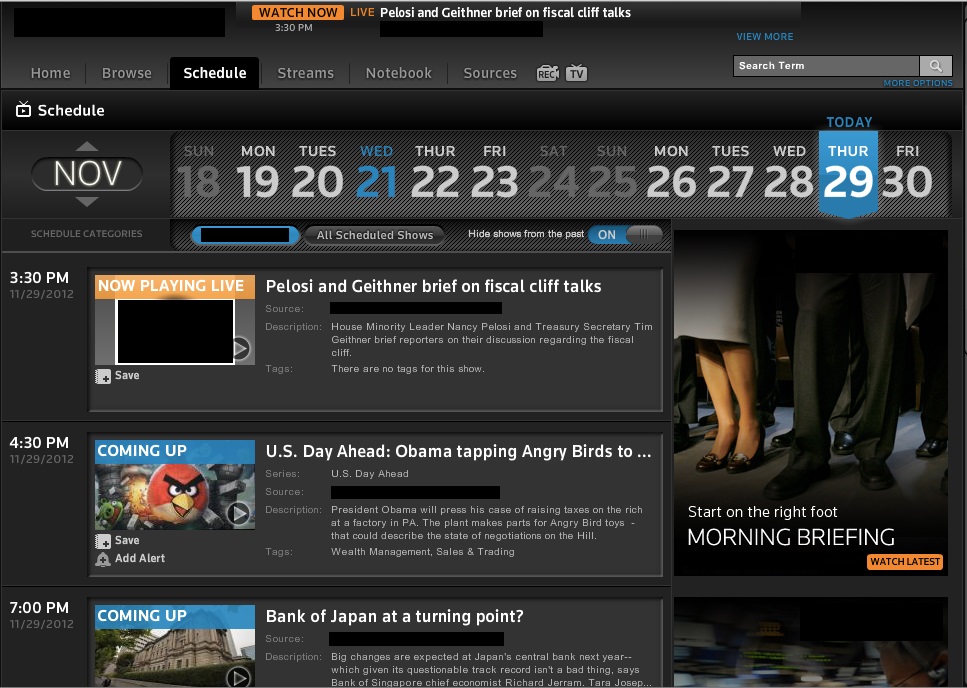 WATCH NOW LIVE Pelosi and Geithner brief on fiscal cliff talks
3:30 PM
VIEW MORE
Home Browse Schedule Streams Notebook Sources REC TV
Search Term
MORE OPTIONS
Schedule
TODAY
NOV
SUN MON TUES WED THUR FRI SAT SUN MON TUES WED THUR FRI
18 19 20 21 22 23 24 25 26 27 28 29 30
SCHEDULE CATEGORIES
All Scheduled Shows
Hide shows from the past ON
3:30 PM
11/29/2012
NOW PLAYING LIVE
Save
Pelosi and Geithner brief on fiscal cliff talks
Source:
Description: House Minority Leader Nancy Pelosi and Treasury Secretary Tim
Geithner brief reporters on their discussion regarding the fiscal
cliff.
Tags: There are no tags for this show.
4:30 PM
11/29/2012
COMING UP
Save
Add Alert
U.S. Day Ahead: Obama tapping Angry Birds to ...
Series: U.S. Day Ahead
Source:
Description: President Obama will press his case of raising taxes on the rich
at a factory in PA. The plant makes parts for Angry Bird toys -
that could describe the state of negotiations on the Hill.
Tags: Wealth Management, Sales & Trading
7:00 PM
11/29/2012
COMING UP
Bank of Japan at a turning point?
Source:
Description: Big changes are expected at Japan's central bank next year--
which given its questionable track record isn't a bad thing, says
Bank of Singapore chief economist Richard Jerram. Tara Josep...
Start on the right foot
MORNING BRIEFING
WATCH LATEST